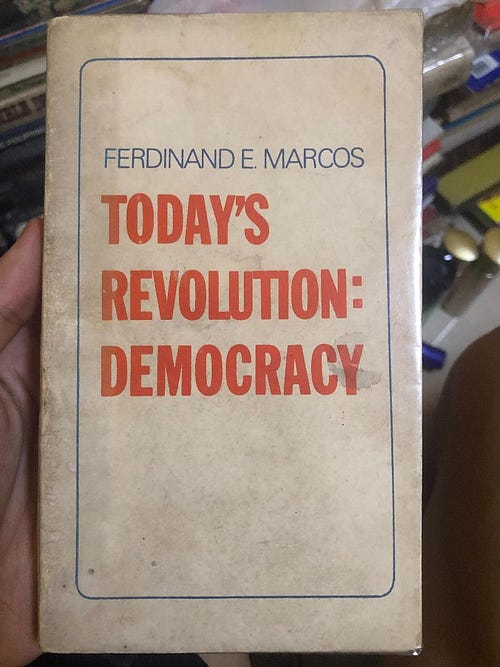 FERDINAND E. MARCOS
TODAY'S
REVOLUTION:
DEMOCRACY